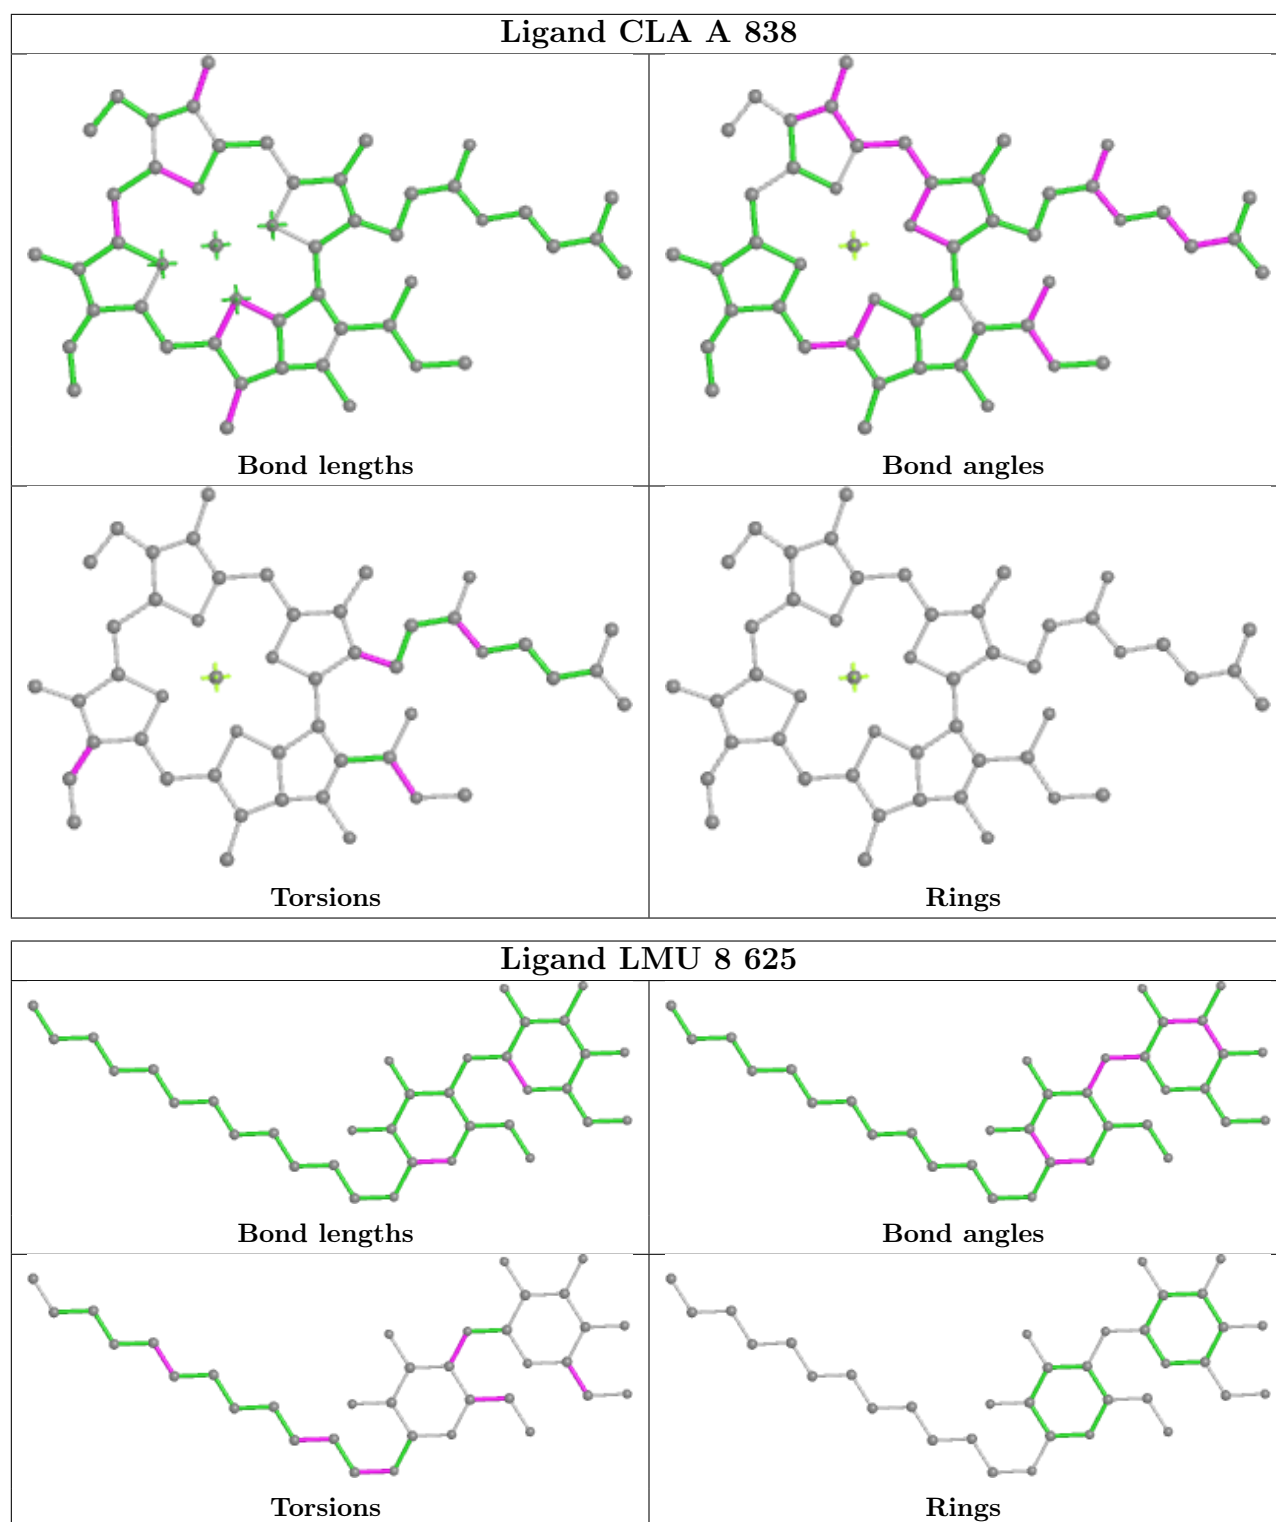 Ligand CLA A 838
Bond lengths
Bond angles
Torsions
Rings
Ligand LMU 8 625
Bond lengths
Bond angles
Torsions
Rings